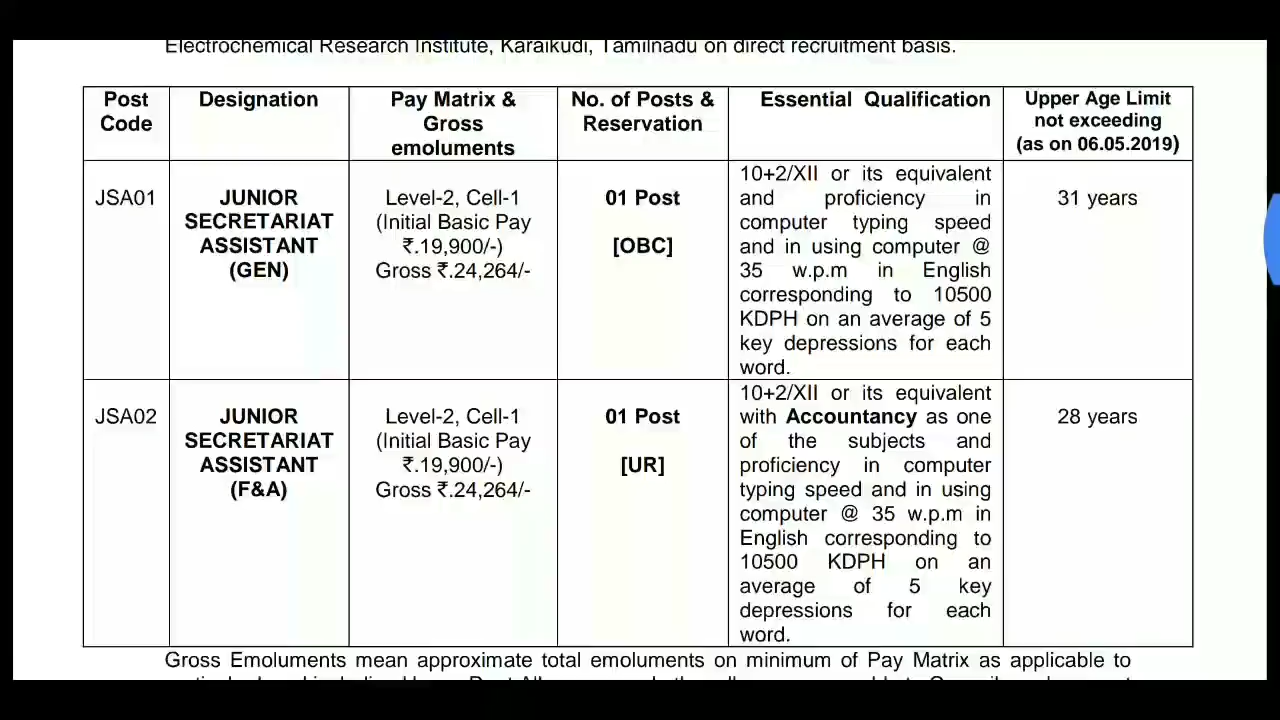 Electrochemical Research Institute, Karaikudi, Tamilnadu on direct recruitment basis.
Post Code
Designation
Pay Matrix & Gross emoluments
No. of Posts & Reservation
Essential Qualification
Upper Age Limit not exceeding (as on 06.05.2019)
JSA01
JUNIOR
SECRETARIAT
ASSISTANT
(GEN)
Level-2, Cell-1
(Initial Basic Pay
₹.19,900/-)
Gross ₹.24,264/-
01 Post
[OBC]
10+2/XII or its equivalent
and proficiency in
computer typing speed
and in using computer @
35 w.p.m in English
corresponding to 10500
KDPH on an average of 5
key depressions for each
word.
31 years
JSA02
JUNIOR
SECRETARIAT
ASSISTANT
(F&A)
Level-2, Cell-1
(Initial Basic Pay
₹.19,900/-)
Gross ₹.24,264/-
01 Post
[UR]
10+2/XII or its equivalent
with Accountancy as one
of the subjects and
proficiency in computer
typing speed and in using
computer @ 35 w.p.m in
English corresponding to
10500 KDPH on an
average of 5 key
depressions for each
word.
28 years
Gross Emoluments mean approximate total emoluments on minimum of Pay Matrix as applicable to